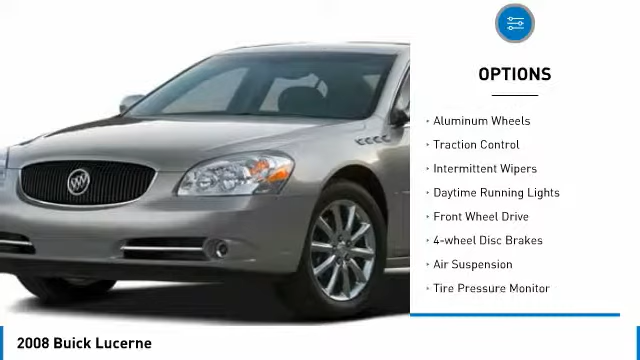 OPTIONS
Aluminum Wheels
Traction Control
Intermittent Wipers
Daytime Running Lights
Front Wheel Drive
4-wheel Disc Brakes
Air Suspension
Tire Pressure Monitor
2008 Buick Lucerne